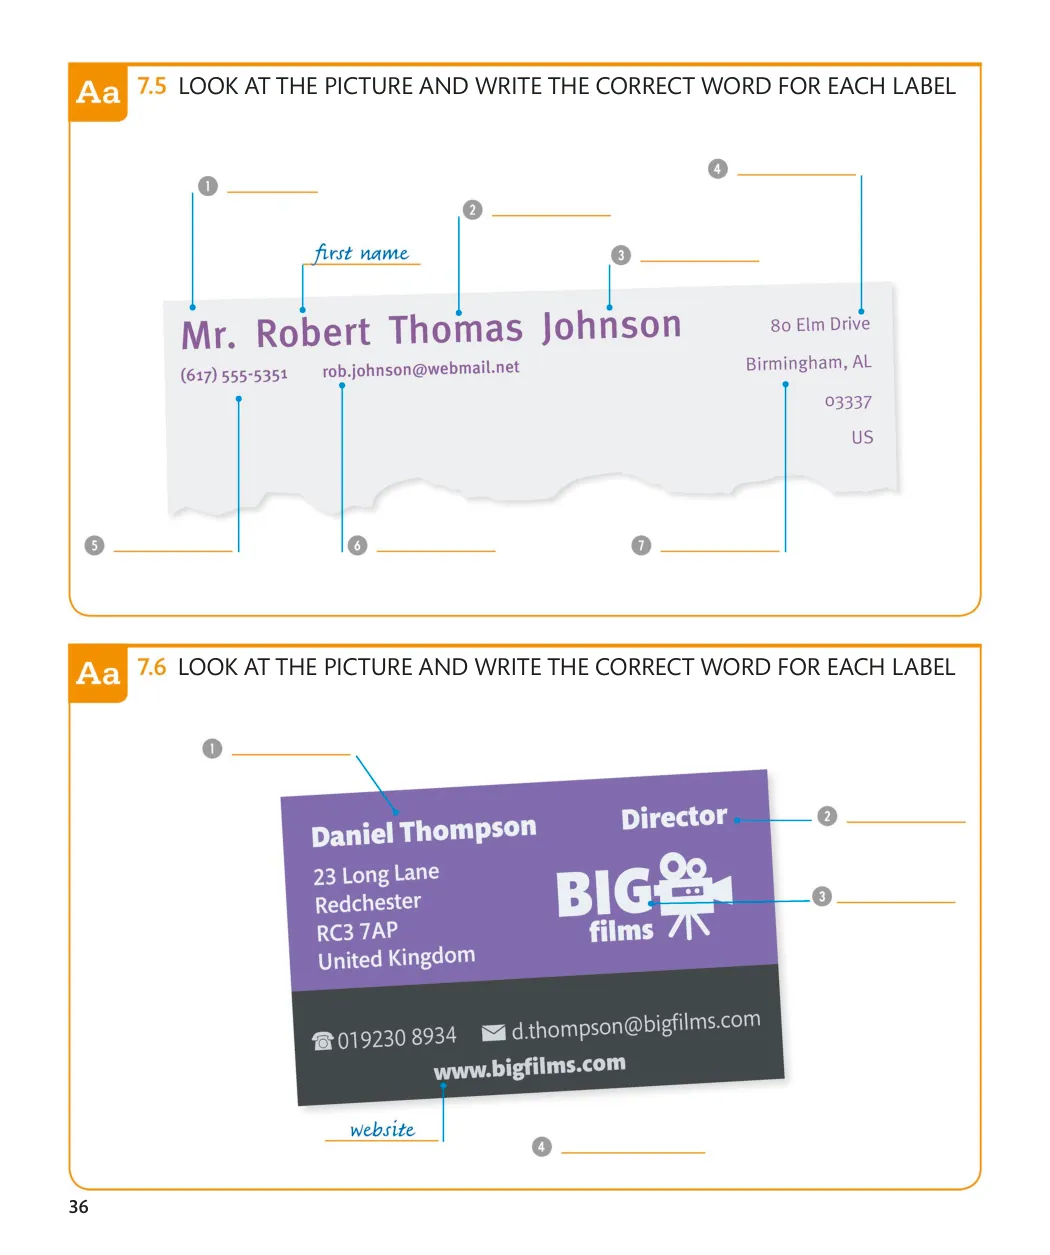 Aa 7.5 LOOK AT THE PICTURE AND WRITE THE CORRECT WORD FOR EACH LABEL
1
4
2
first name
3
Mr. Robert Thomas Johnson
(617) 555-5351 rob.johnson@webmail.net
80 Elm Drive
Birmingham, AL
03337
US
5
6
7
Aa 7.6 LOOK AT THE PICTURE AND WRITE THE CORRECT WORD FOR EACH LABEL
1
Daniel Thompson
23 Long Lane
Redchester
RC3 7AP
United Kingdom
Director
2
BIG
films
3
019230 8934 d.thompson@bigfilms.com
www.bigfilms.com
website
4
36